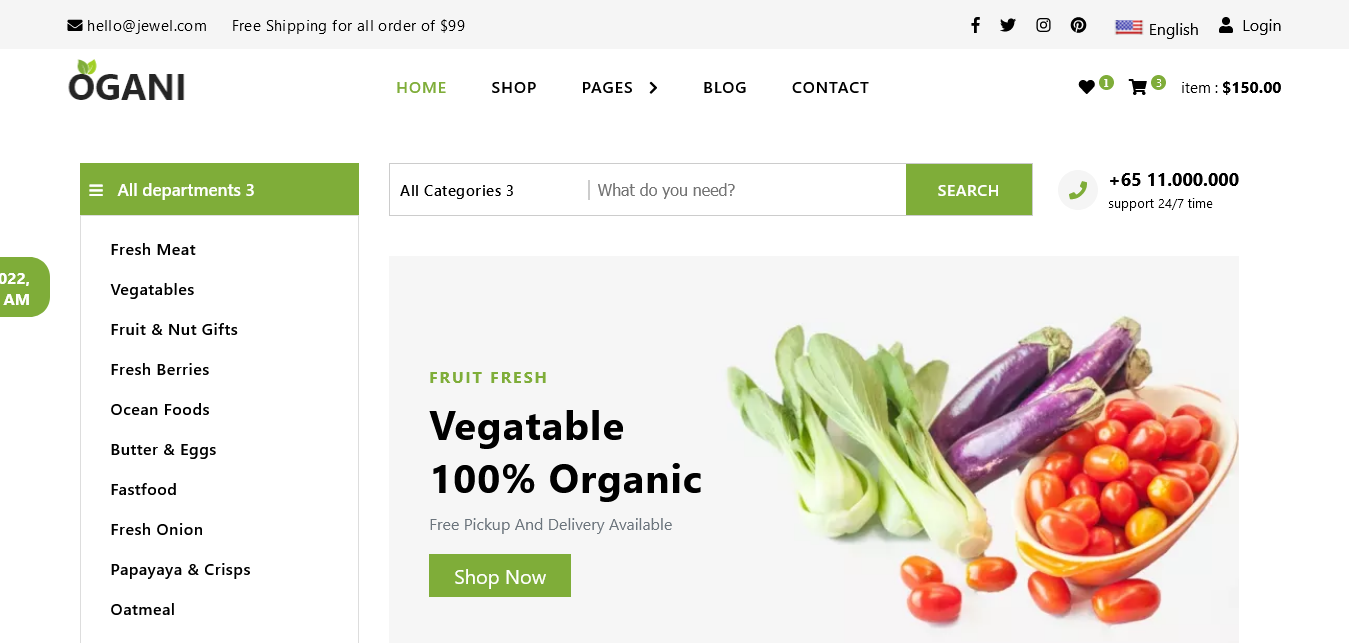 hello@jewel.com Free Shipping for all order of $99 English Login
OGANI HOME SHOP PAGES BLOG CONTACT 1 3 item : $150.00
All departments 3 All Categories 3 What do you need? SEARCH +65 11.000.000
support 24/7 time
Fresh Meat
Vegatables
022,
AM
Fruit & Nut Gifts
Fresh Berries
Ocean Foods
Butter & Eggs
Fastfood
Fresh Onion
Papayaya & Crisps
Oatmeal
FRUIT FRESH
Vegatable
100% Organic
Free Pickup And Delivery Available
Shop Now